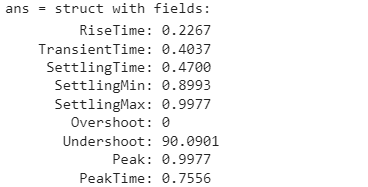 ans = struct with fields:
RiseTime: 0.2267
TransientTime: 0.4037
SettlingTime: 0.4700
SettlingMin: 0.8993
SettlingMax: 0.9977
Overshoot: 0
Undershoot: 90.0901
Peak: 0.9977
PeakTime: 0.7556